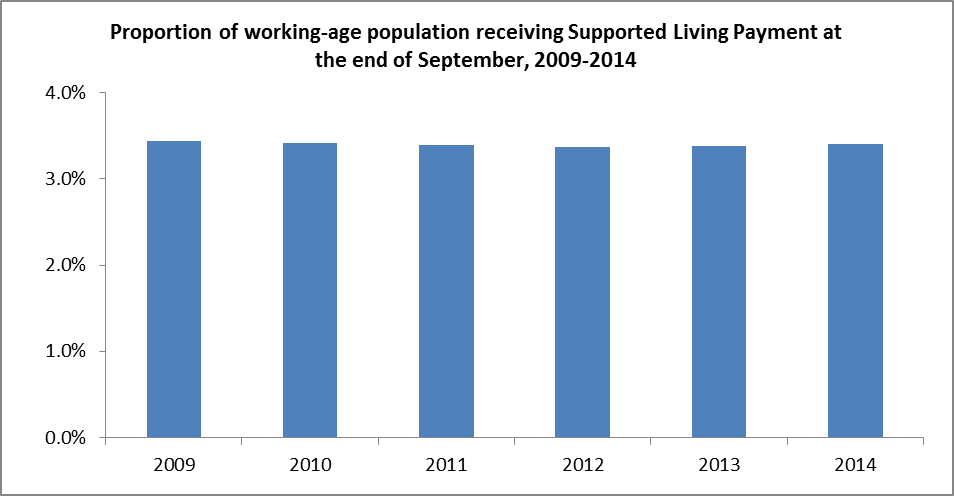 Proportion of working-age population receiving Supported Living Payment at
the end of September, 2009-2014
4.0%
3.0%
2.0%
1.0%
0.0%
2009 2010 2011 2012 2013 2014